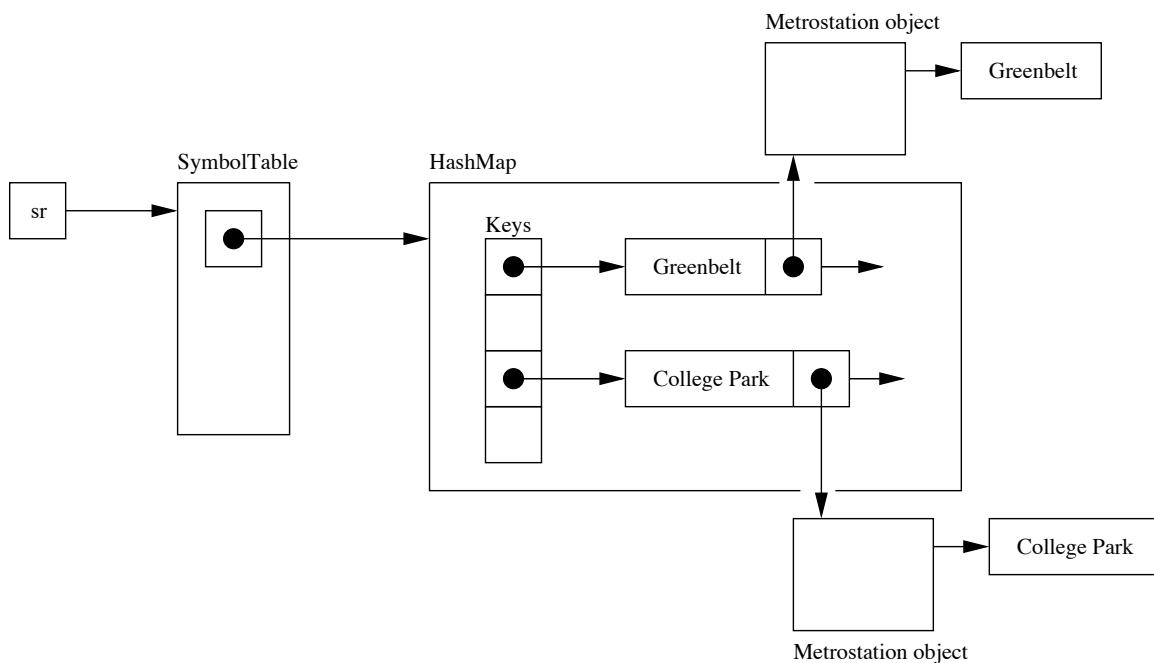 Metrostation object
Greenbelt
SymbolTable
HashMap
sr
Keys
Greenbelt
College Park
College Park
Metrostation object